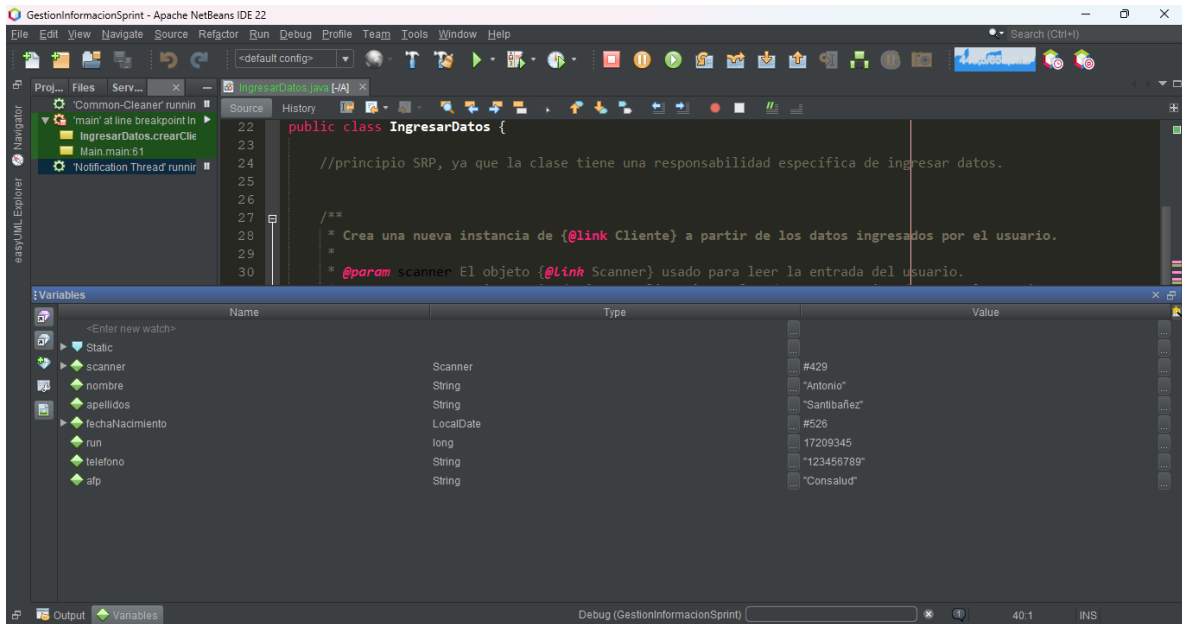 GestionInformacionSprint - Apache NetBeans IDE 22
File Edit View Navigate Source Refactor Run Debug Profile Team Tools Window Help
Search (Ctrl+I)
<default config>
Proj... Files Serv...
IngresarDatos.java [-/A]
Source History
Navigator
easyUML Explorer
'Common-Cleaner' runnin
'main' at line breakpoint In
IngresarDatos.crearClie
Main.main:61
'Notification Thread' runnir
22 public class IngresarDatos {
23
24 //principio SRP, ya que la clase tiene una responsabilidad específica de ingresar datos.
25
26
27 /**
28 * Crea una nueva instancia de {@link Cliente} a partir de los datos ingresados por el usuario.
29 *
30 * @param scanner El objeto {@link Scanner} usado para leer la entrada del usuario.
Variables
Name Type Value
<Enter new watch>
Static
scanner Scanner #429
nombre String "Antonio"
apellidos String "Santibañez"
fechaNacimiento LocalDate #526
run long 17209345
telefono String "123456789"
afp String "Consalud"
Output Variables
Debug (GestionInformacionSprint) 1 40:1 INS